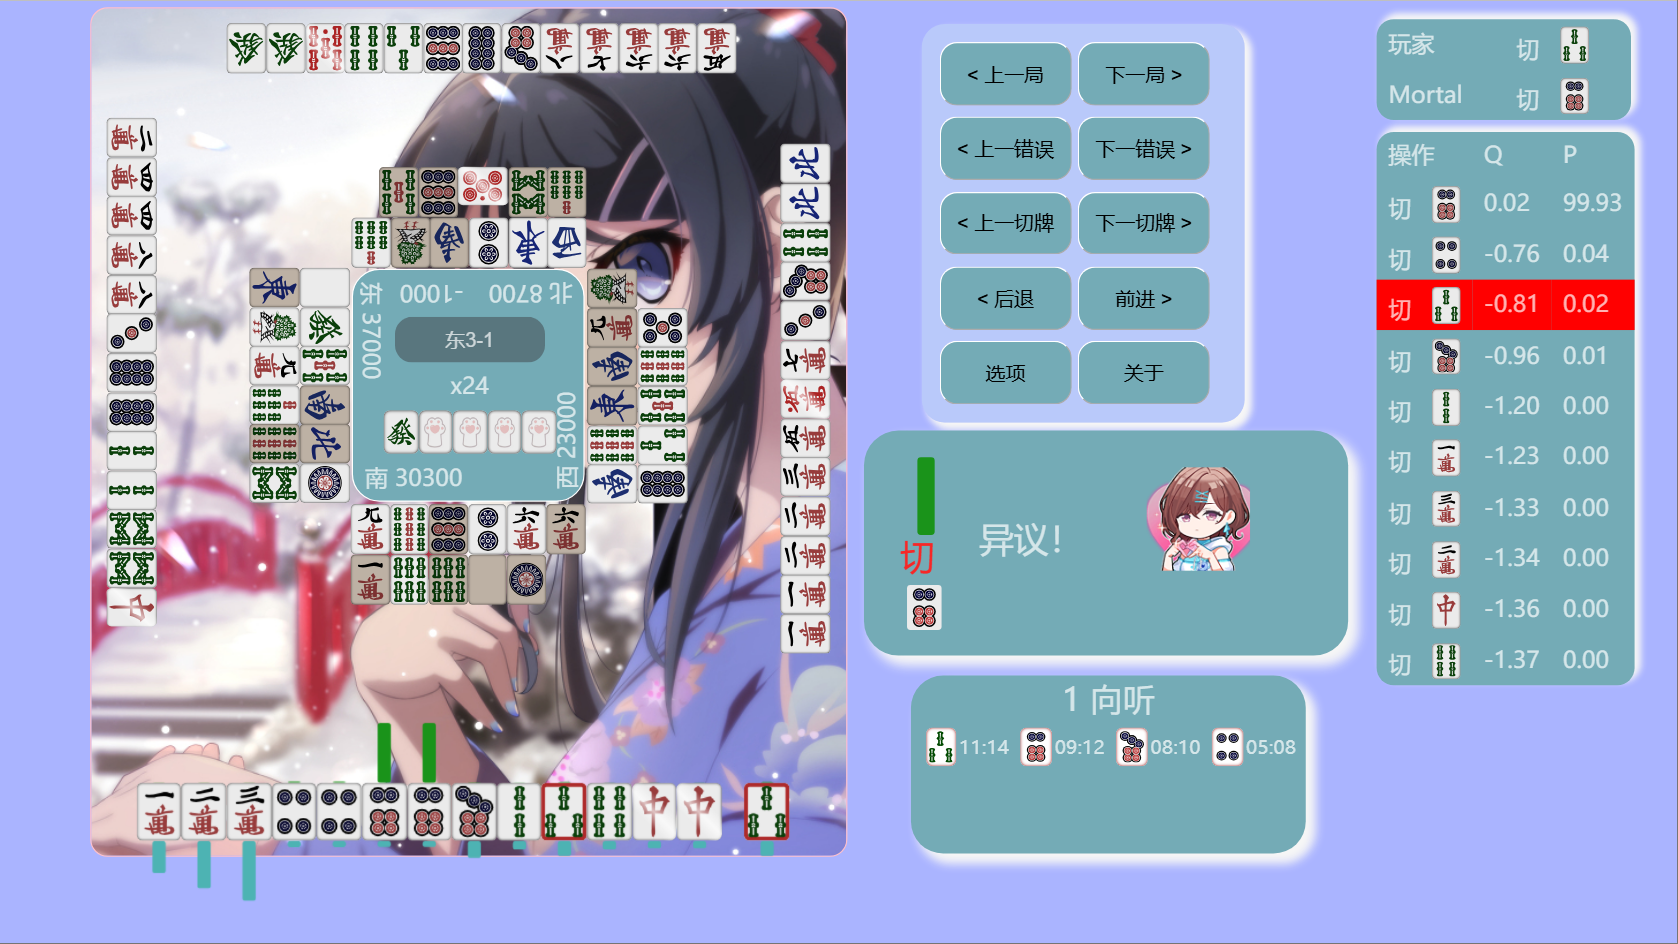 北 8700 -1000
东 37000
东3-1
x24
西 23000
南 30300
< 上一局
下一局 >
< 上一错误
下一错误 >
< 上一切牌
下一切牌 >
< 后退
前进 >
选项
关于
切
异议！
1 向听
11:14 09:12 08:10 05:08
玩家 切
Mortal 切
操作 Q P
切 0.02 99.93
切 -0.76 0.04
切 -0.81 0.02
切 -0.96 0.01
切 -1.20 0.00
切 -1.23 0.00
切 -1.33 0.00
切 -1.34 0.00
切 -1.36 0.00
切 -1.37 0.00